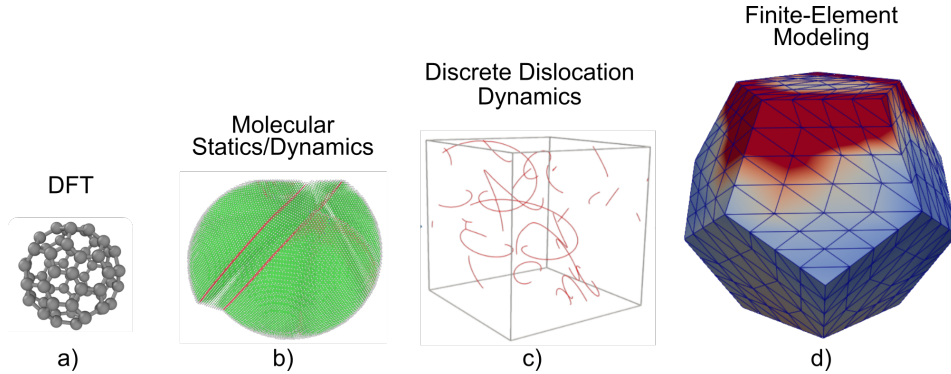 DFT
a)
Molecular
Statics/Dynamics
b)
Discrete Dislocation
Dynamics
c)
Finite-Element
Modeling
d)